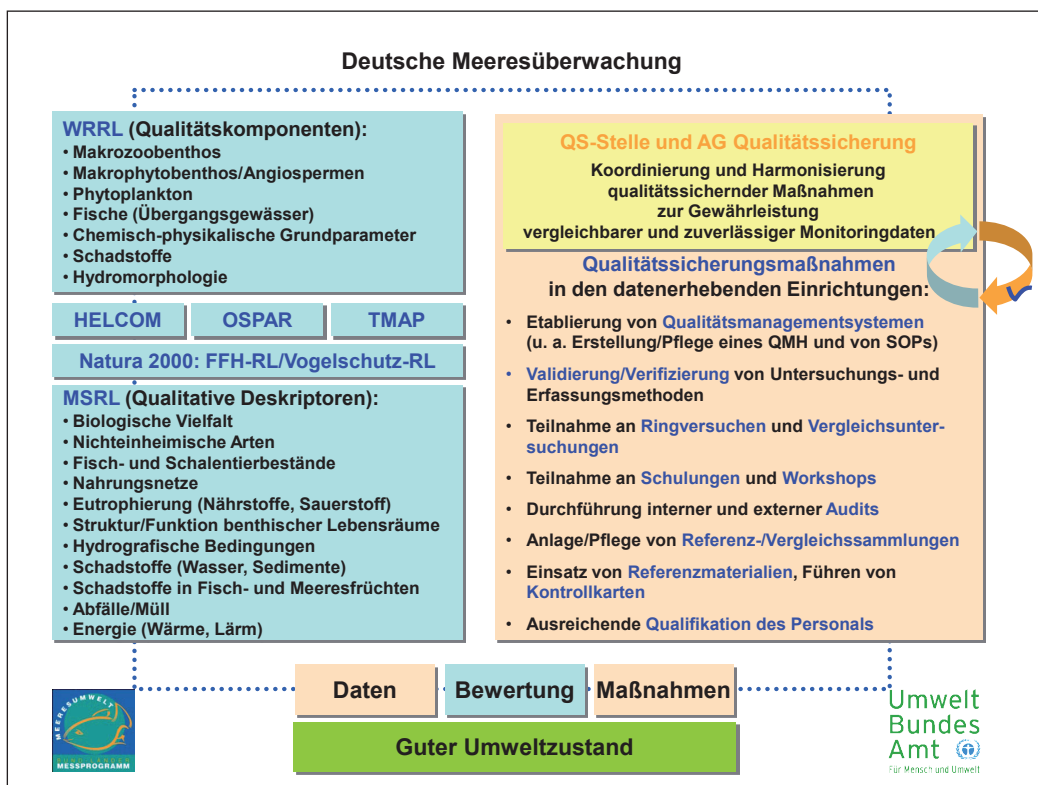 Deutsche Meeresüberwachung
WRRL (Qualitätskomponenten):
• Makrozoobenthos
• Makrophytobenthos/Angiospermen
• Phytoplankton
• Fische (Übergangsgewässer)
• Chemisch-physikalische Grundparameter
• Schadstoffe
• Hydromorphologie
HELCOM
OSPAR
TMAP
Natura 2000: FFH-RL/Vogelschutz-RL
MSRL (Qualitative Deskriptoren):
• Biologische Vielfalt
• Nichteinheimische Arten
• Fisch- und Schalentierbestände
• Nahrungsnetze
• Eutrophierung (Nährstoffe, Sauerstoff)
• Struktur/Funktion benthischer Lebensräume
• Hydrografische Bedingungen
• Schadstoffe (Wasser, Sedimente)
• Schadstoffe in Fisch- und Meeresfrüchten
• Abfälle/Müll
• Energie (Wärme, Lärm)
QS-Stelle und AG Qualitätssicherung
Koordinierung und Harmonisierung
qualitätssichernder Maßnahmen
zur Gewährleistung
vergleichbarer und zuverlässiger Monitoringdaten
Qualitätssicherungsmaßnahmen
in den datenerhebenden Einrichtungen:
• Etablierung von Qualitätsmanagementsystemen
(u. a. Erstellung/Pflege eines QMH und von SOPs)
• Validierung/Verifizierung von Untersuchungs- und
Erfassungsmethoden
• Teilnahme an Ringversuchen und Vergleichsunter-
suchungen
• Teilnahme an Schulungen und Workshops
• Durchführung interner und externer Audits
• Anlage/Pflege von Referenz-/Vergleichssammlungen
• Einsatz von Referenzmaterialien, Führen von
Kontrollkarten
• Ausreichende Qualifikation des Personals
Daten
Bewertung
Maßnahmen
Guter Umweltzustand
MEERESUMWELT
MESSPROGRAMM
Umwelt
Bundes
Amt
Für Mensch und Umwelt